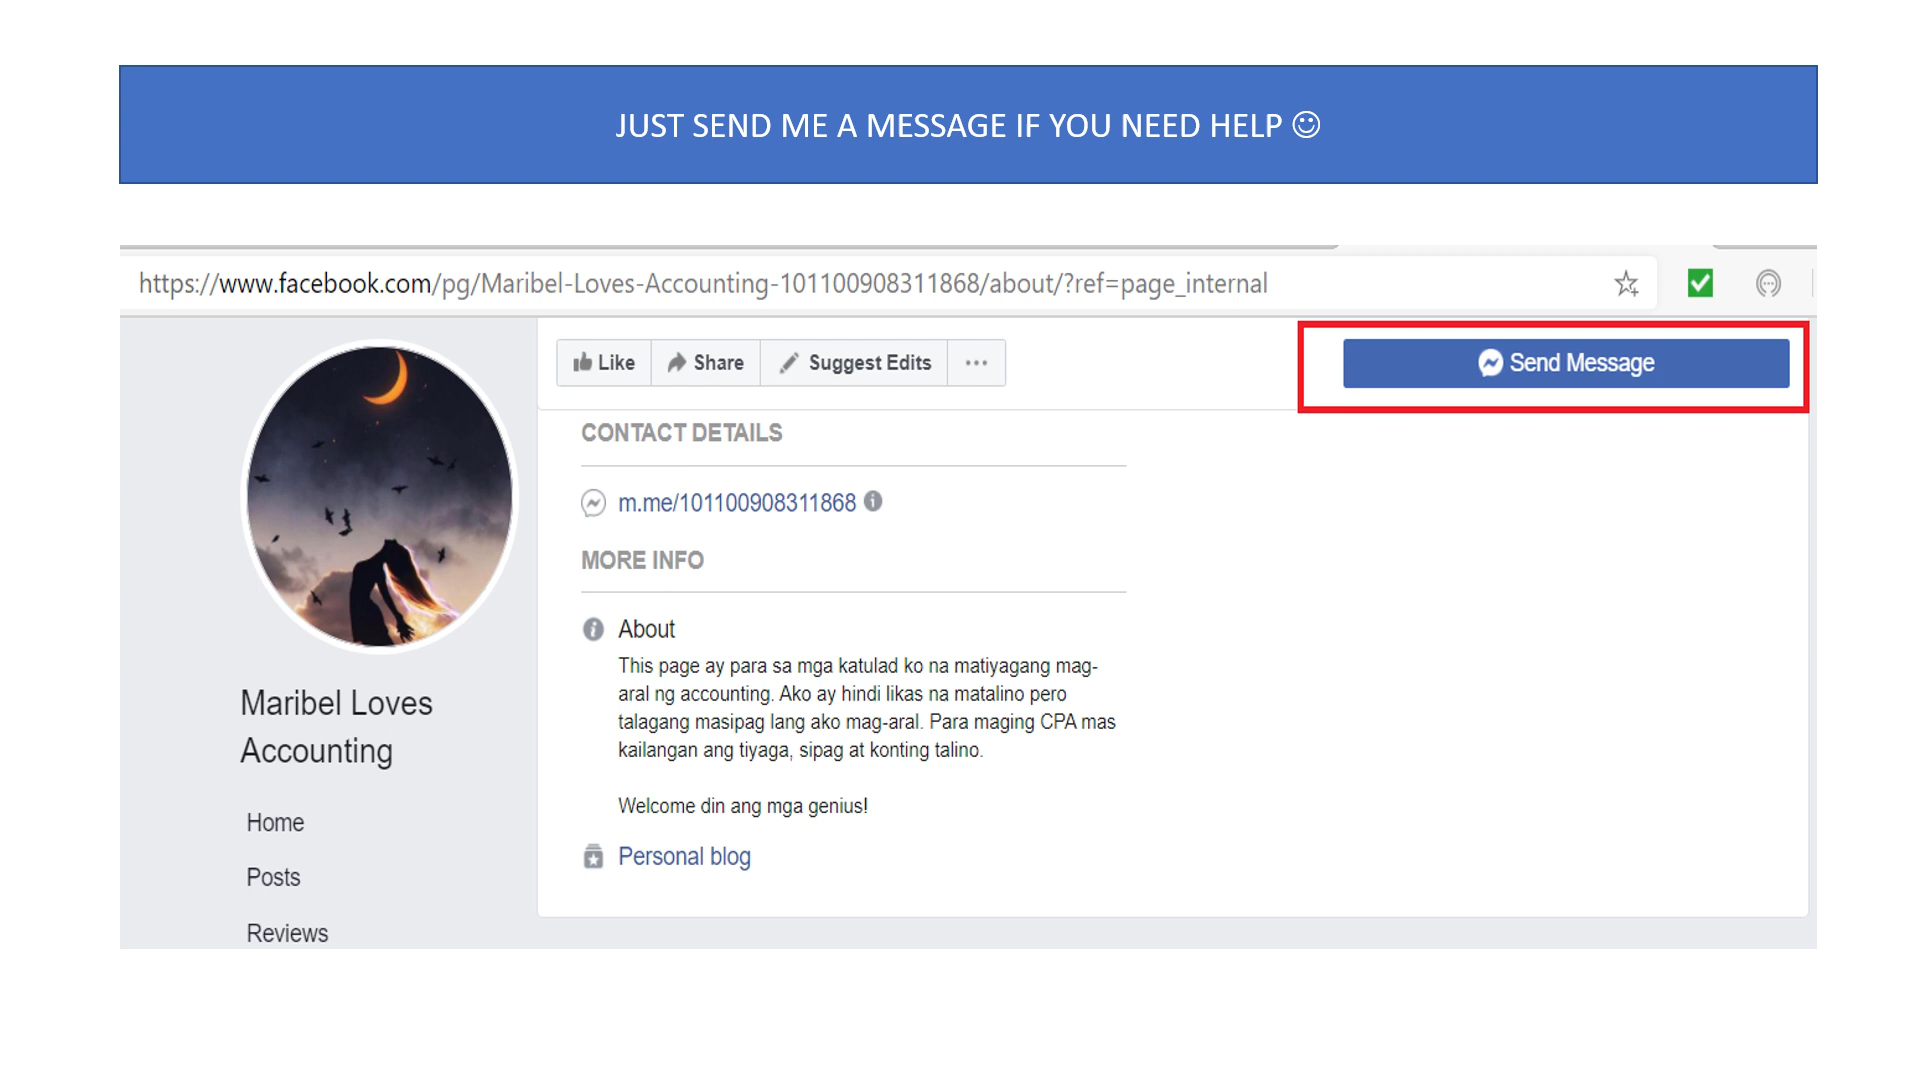 JUST SEND ME A MESSAGE IF YOU NEED HELP ☺
https://www.facebook.com/pg/Maribel-Loves-Accounting-101100908311868/about/?ref=page_internal
Like Share Suggest Edits ...
Send Message
CONTACT DETAILS
m.me/101100908311868
MORE INFO
About
This page ay para sa mga katulad ko na matiyagang mag-
aral ng accounting. Ako ay hindi likas na matalino pero
talagang masipag lang ako mag-aral. Para maging CPA mas
kailangan ang tiyaga, sipag at konting talino.
Welcome din ang mga genius!
Personal blog
Maribel Loves
Accounting
Home
Posts
Reviews